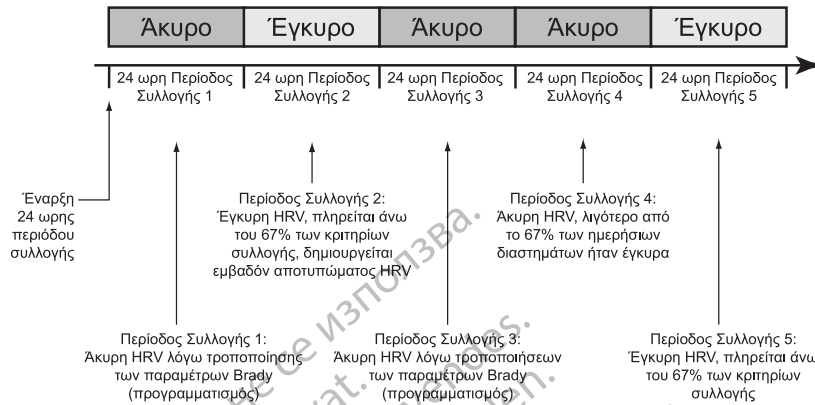 Άκυρο
Έγκυρο
Άκυρο
Άκυρο
Έγκυρο
24 ωρη Περίοδος
Συλλογής 1
24 ωρη Περίοδος
Συλλογής 2
24 ωρη Περίοδος
Συλλογής 3
24 ωρη Περίοδος
Συλλογής 4
24 ωρη Περίοδος
Συλλογής 5
Έναρξη
24 ωρης
περιόδου
συλλογής
Περίοδος Συλλογής 2:
Έγκυρη HRV, πληρείται άνω
του 67% των κριτηρίων
συλλογής, δημιουργείται
εμβαδόν αποτυπώματος HRV
Περίοδος Συλλογής 4:
Άκυρη HRV, λιγότερο από
το 67% των ημερήσιων
διαστημάτων ήταν έγκυρα
Περίοδος Συλλογής 1:
Άκυρη HRV λόγω τροποποίησης
των παραμέτρων Brady
(προγραμματισμός)
Περίοδος Συλλογής 3:
Άκυρη HRV λόγω τροποποιήσεων
των παραμέτρων Brady
(προγραμματισμός)
Περίοδος Συλλογής 5:
Έγκυρη HRV, πληρείται άνω
του 67% των κριτηρίων
συλλογής
се използва.